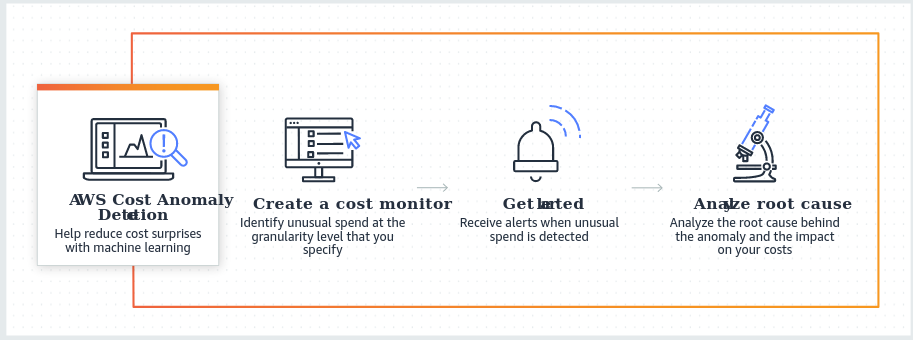 AWS Cost Anomaly
Detection
Help reduce cost surprises
with machine learning
Create a cost monitor
Identify unusual spend at the
granularity level that you
specify
Get alerted
Receive alerts when unusual
spend is detected
Analyze root cause
Analyze the root cause behind
the anomaly and the impact
on your costs